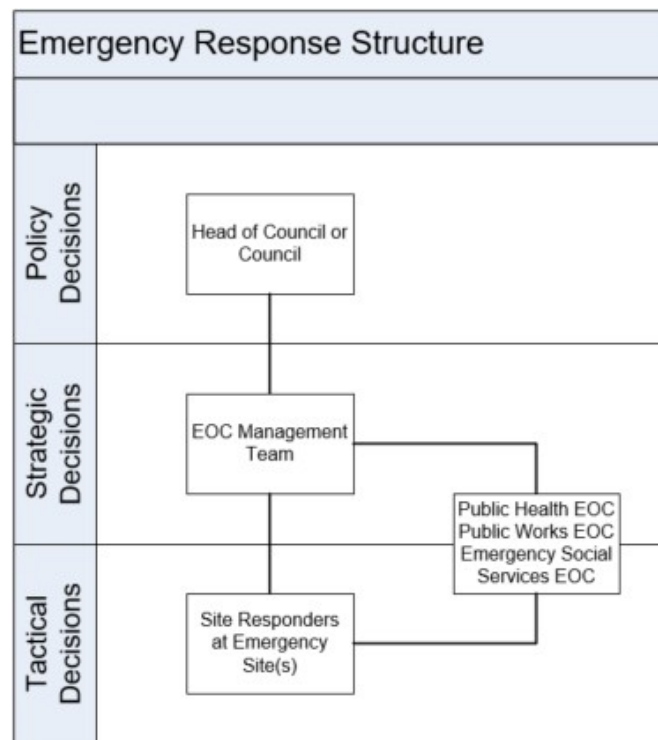 Emergency Response Structure
Policy
Decisions
Head of Council or
Council
Strategic
Decisions
EOC Management
Team
Public Health EOC
Public Works EOC
Emergency Social
Services EOC
Tactical
Decisions
Site Responders
at Emergency
Site(s)